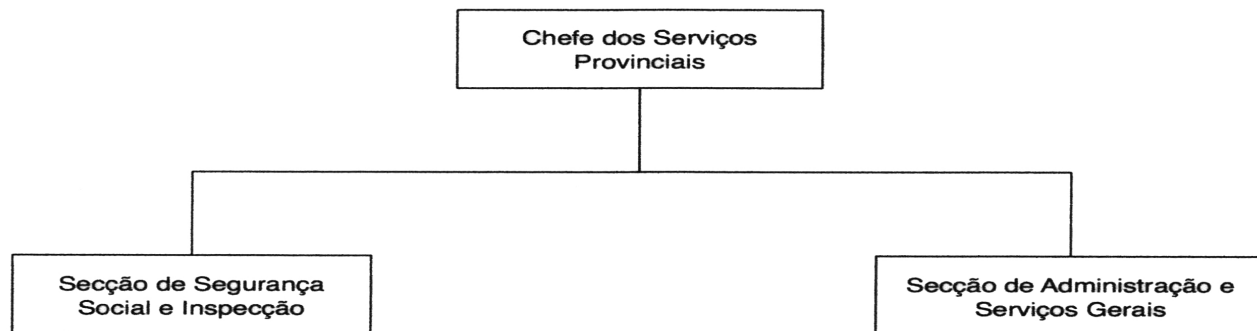 Chefe dos Serviços
Provinciais
Secção de Segurança
Social e Inspecção
Secção de Administração e
Serviços Gerais